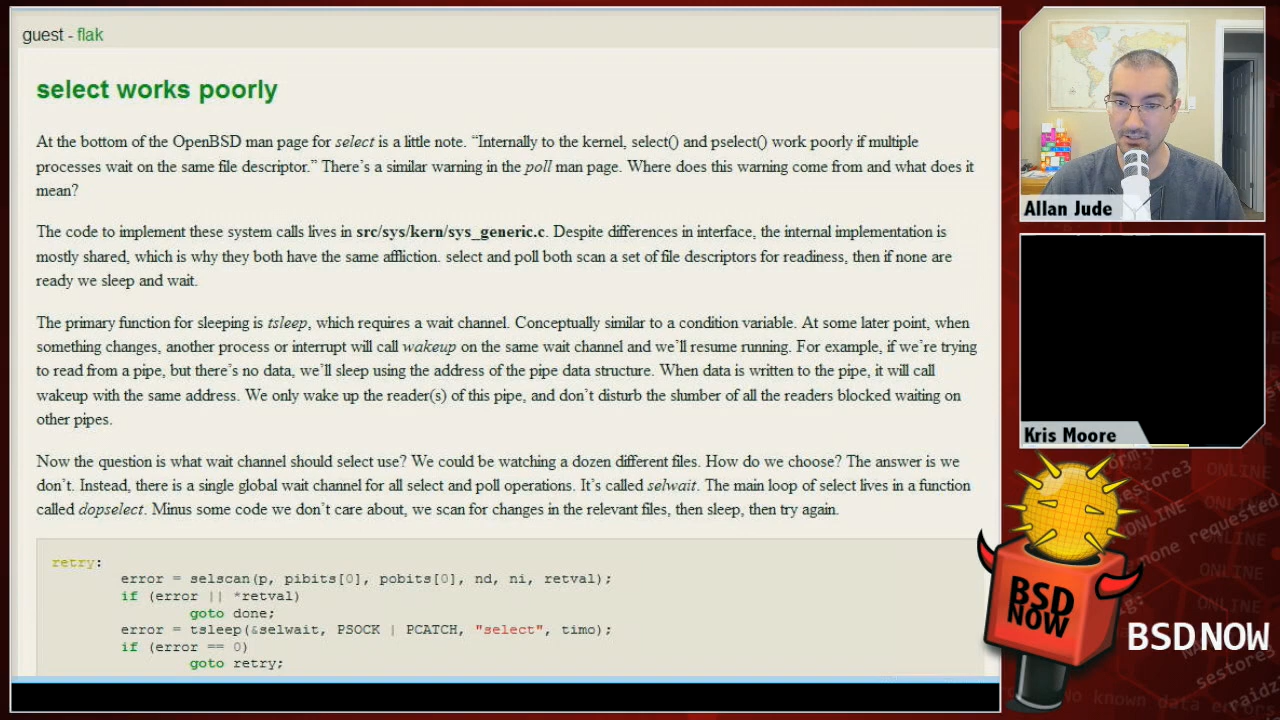 guest - flak
select works poorly
At the bottom of the OpenBSD man page for select is a little note. “Internally to the kernel, select() and pselect() work poorly if multiple
processes wait on the same file descriptor.” There’s a similar warning in the poll man page. Where does this warning come from and what does it
mean?
The code to implement these system calls lives in src/sys/kern/sys_generic.c. Despite differences in interface, the internal implementation is
mostly shared, which is why they both have the same affliction. select and poll both scan a set of file descriptors for readiness, then if none are
ready we sleep and wait.
The primary function for sleeping is tsleep, which requires a wait channel. Conceptually similar to a condition variable. At some later point, when
something changes, another process or interrupt will call wakeup on the same wait channel and we’ll resume running. For example, if we’re trying
to read from a pipe, but there’s no data, we’ll sleep using the address of the pipe data structure. When data is written to the pipe, it will call
wakeup with the same address. We only wake up the reader(s) of this pipe, and don’t disturb the slumber of all the readers blocked waiting on
other pipes.
Now the question is what wait channel should select use? We could be watching a dozen different files. How do we choose? The answer is we
don’t. Instead, there is a single global wait channel for all select and poll operations. It’s called selwait. The main loop of select lives in a function
called dopselect. Minus some code we don’t care about, we scan for changes in the relevant files, then sleep, then try again.
retry:
error = selscan(p, pibits[0], pobits[0], nd, ni, retval);
if (error || *retval)
goto done;
error = tsleep(&selwait, PSOCK | PCATCH, "select", timo);
if (error == 0)
goto retry;
Allan Jude
Kris Moore
BSD
NOW
BSD NOW
ONLINE
ONLINE
ONLINE
ONLINE
none requested
No known data